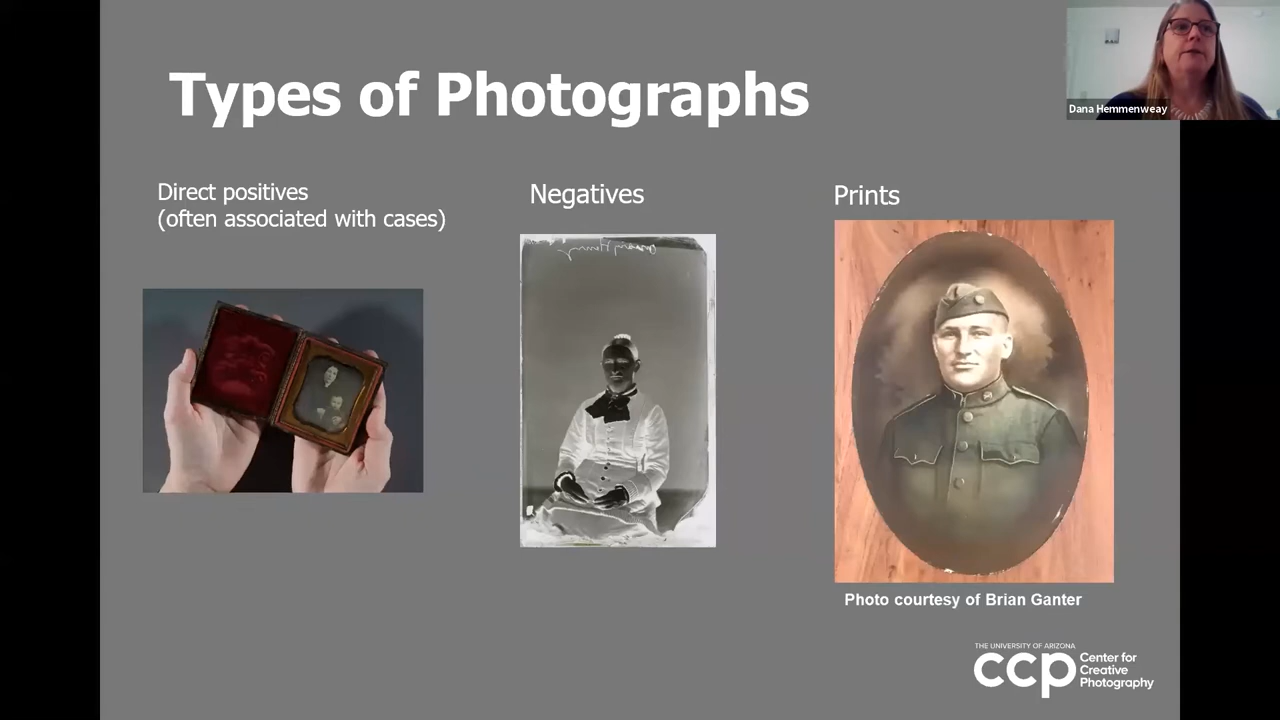 Types of Photographs
Dana Hemmenweay
Direct positives
(often associated with cases)
Negatives
Prints
Photo courtesy of Brian Ganter
THE UNIVERSITY OF ARIZONA
ccp
Center for
Creative
Photography